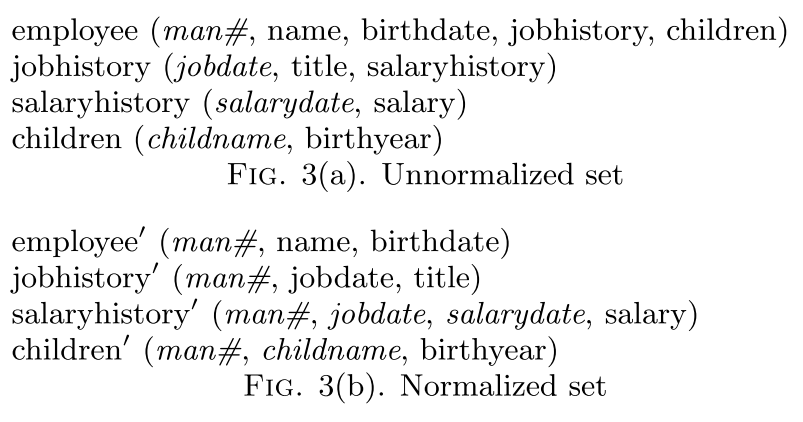 employee (man#, name, birthdate, jobhistory, children)
jobhistory (jobdate, title, salaryhistory)
salaryhistory (salarydate, salary)
children (childname, birthyear)
FIG. 3(a). Unnormalized set
employee′ (man#, name, birthdate)
jobhistory′ (man#, jobdate, title)
salaryhistory′ (man#, jobdate, salarydate, salary)
children′ (man#, childname, birthyear)
FIG. 3(b). Normalized set